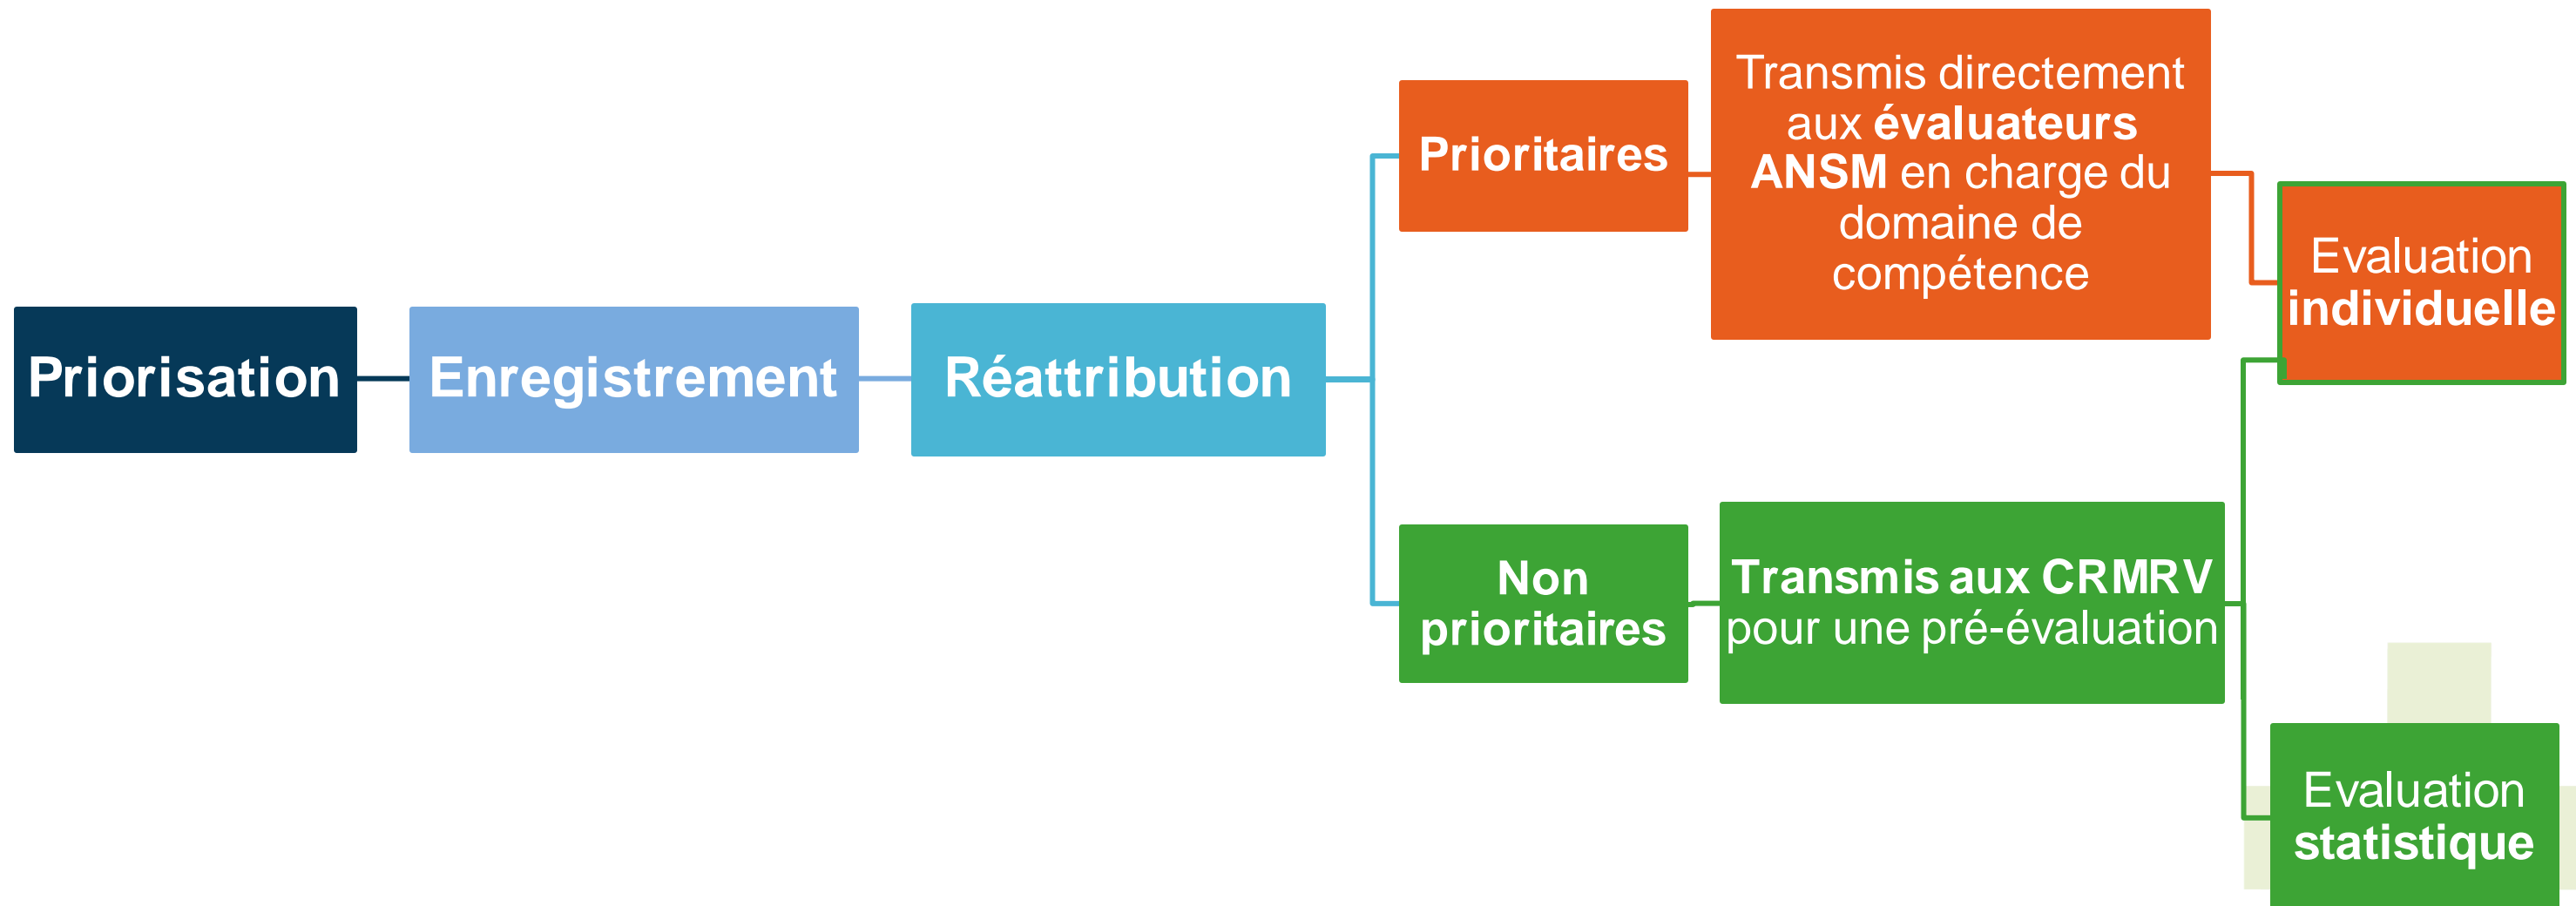 Priorisation
Enregistrement
Réattribution
Prioritaires
Transmis directement
aux évaluateurs
ANSM en charge du
domaine de
compétence
Evaluation
individuelle
Non
prioritaires
Transmis aux CRMRV
pour une pré-évaluation
Evaluation
statistique